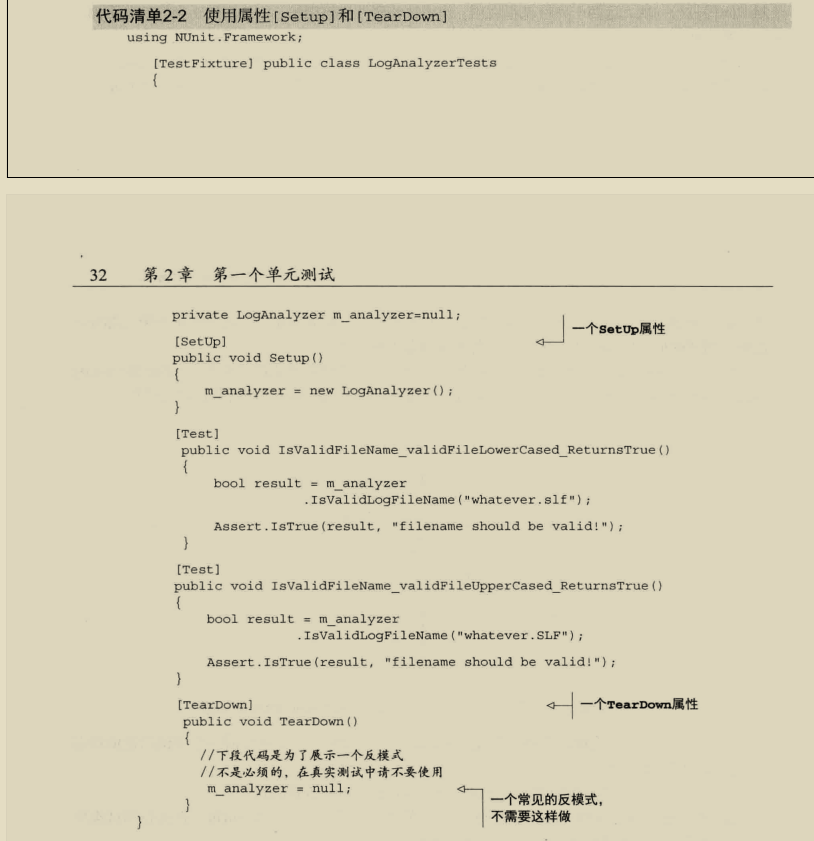 代码清单2-2 使用属性[Setup]和[TearDown]
using NUnit.Framework;
[TestFixture] public class LogAnalyzerTests
{
32 第2章 第一个单元测试
private LogAnalyzer m_analyzer=null;
一个SetUp属性
[SetUp]
public void Setup()
{
m_analyzer = new LogAnalyzer();
}
[Test]
public void IsValidFileName_validFileLowerCased_ReturnsTrue()
{
bool result = m_analyzer
.IsValidLogFileName("whatever.slf");
Assert.IsTrue(result, "filename should be valid!");
}
[Test]
public void IsValidFileName_validFileUpperCased_ReturnsTrue()
{
bool result = m_analyzer
.IsValidLogFileName("whatever.SLF");
Assert.IsTrue(result, "filename should be valid!");
}
[TearDown] 一个TearDown属性
public void TearDown()
{
//下段代码是为了展示一个反模式
//不是必须的，在真实测试中请不要使用
m_analyzer = null;
一个常见的反模式，
不需要这样做
}
}